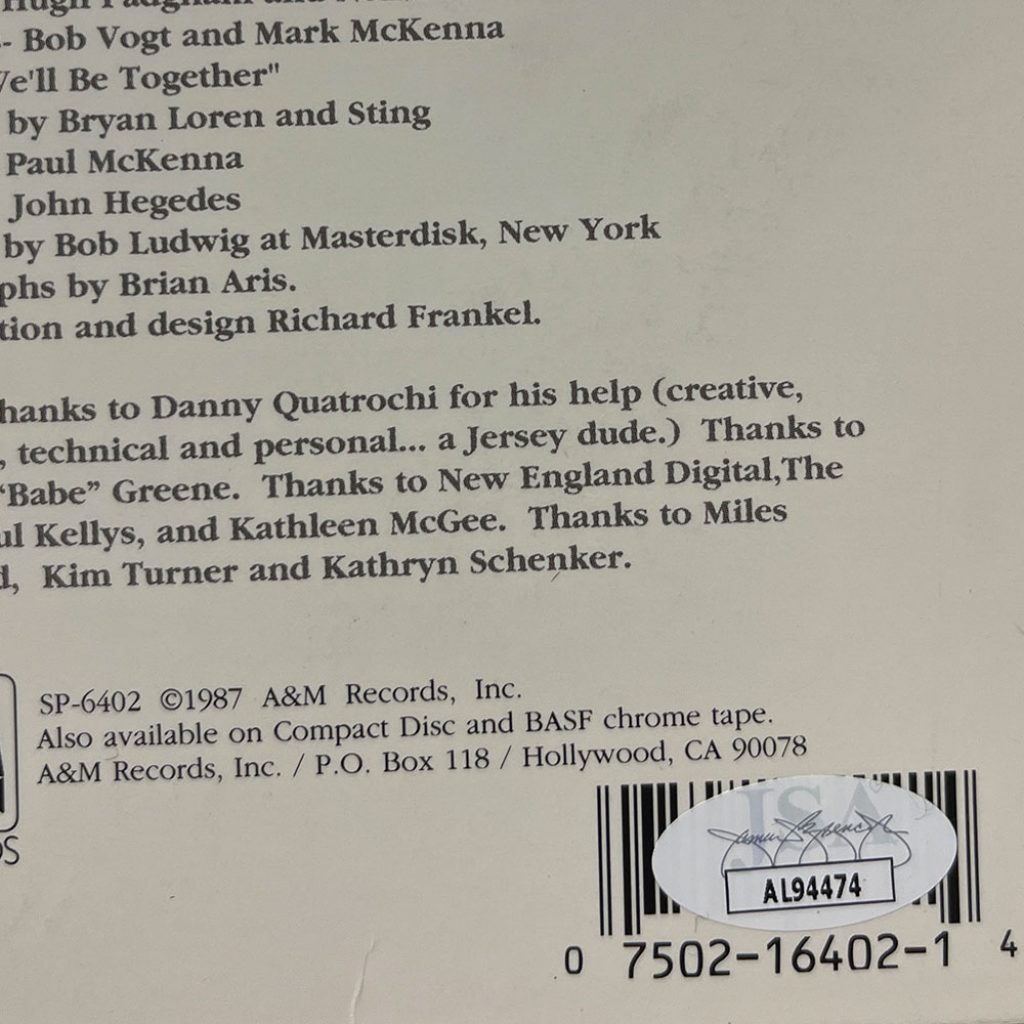 - Bob Vogt and Mark McKenna
e'll Be Together"
by Bryan Loren and Sting
Paul McKenna
John Hegedes
by Bob Ludwig at Masterdisk, New York
phs by Brian Aris.
tion and design Richard Frankel.
hanks to Danny Quatrochi for his help (creative,
, technical and personal... a Jersey dude.) Thanks to
“Babe” Greene. Thanks to New England Digital,The
ul Kellys, and Kathleen McGee. Thanks to Miles
d, Kim Turner and Kathryn Schenker.
SP-6402 ©1987 A&M Records, Inc.
Also available on Compact Disc and BASF chrome tape.
A&M Records, Inc. / P.O. Box 118 / Hollywood, CA 90078
DS
JSA
AL94474
0 7502-16402-1 4